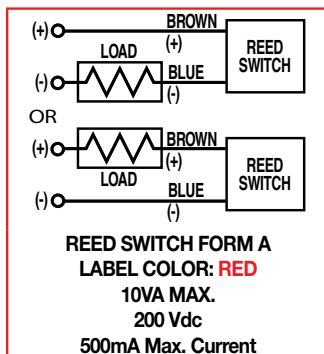 BROWN
(+)
(+)
LOAD
REED
SWITCH
(-)
BLUE
(-)
OR
(+)
BROWN
(+)
LOAD
REED
SWITCH
(-)
BLUE
(-)
REED SWITCH FORM A
LABEL COLOR: RED
10VA MAX.
200 Vdc
500mA Max. Current